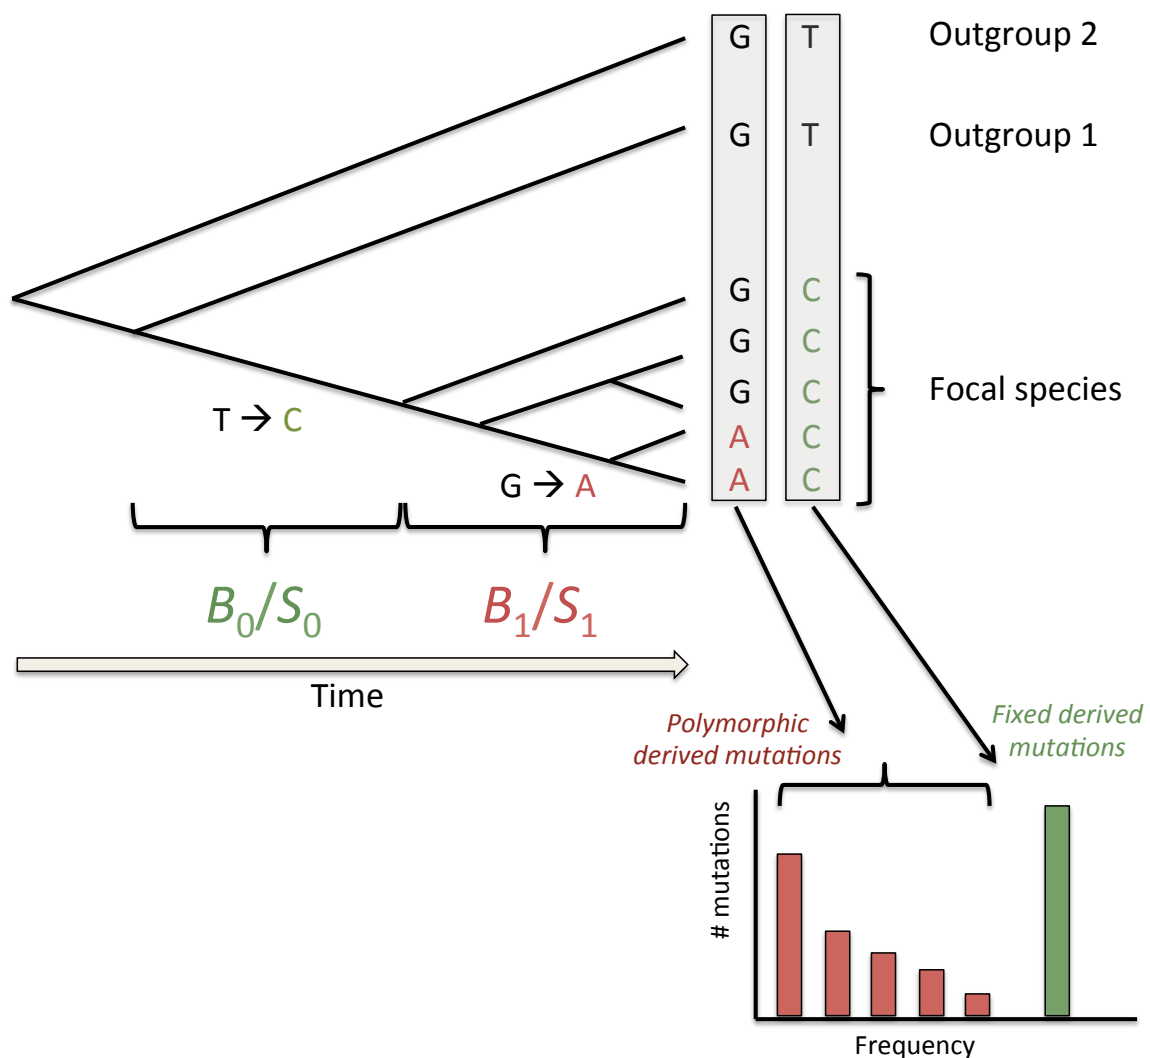 G T Outgroup 2
G T Outgroup 1
G C
G C
G C Focal species
A C
A C
T → C
G → A
B0/S0 B1/S1
Time
Polymorphic
derived mutations
Fixed derived
mutations
# mutations
Frequency